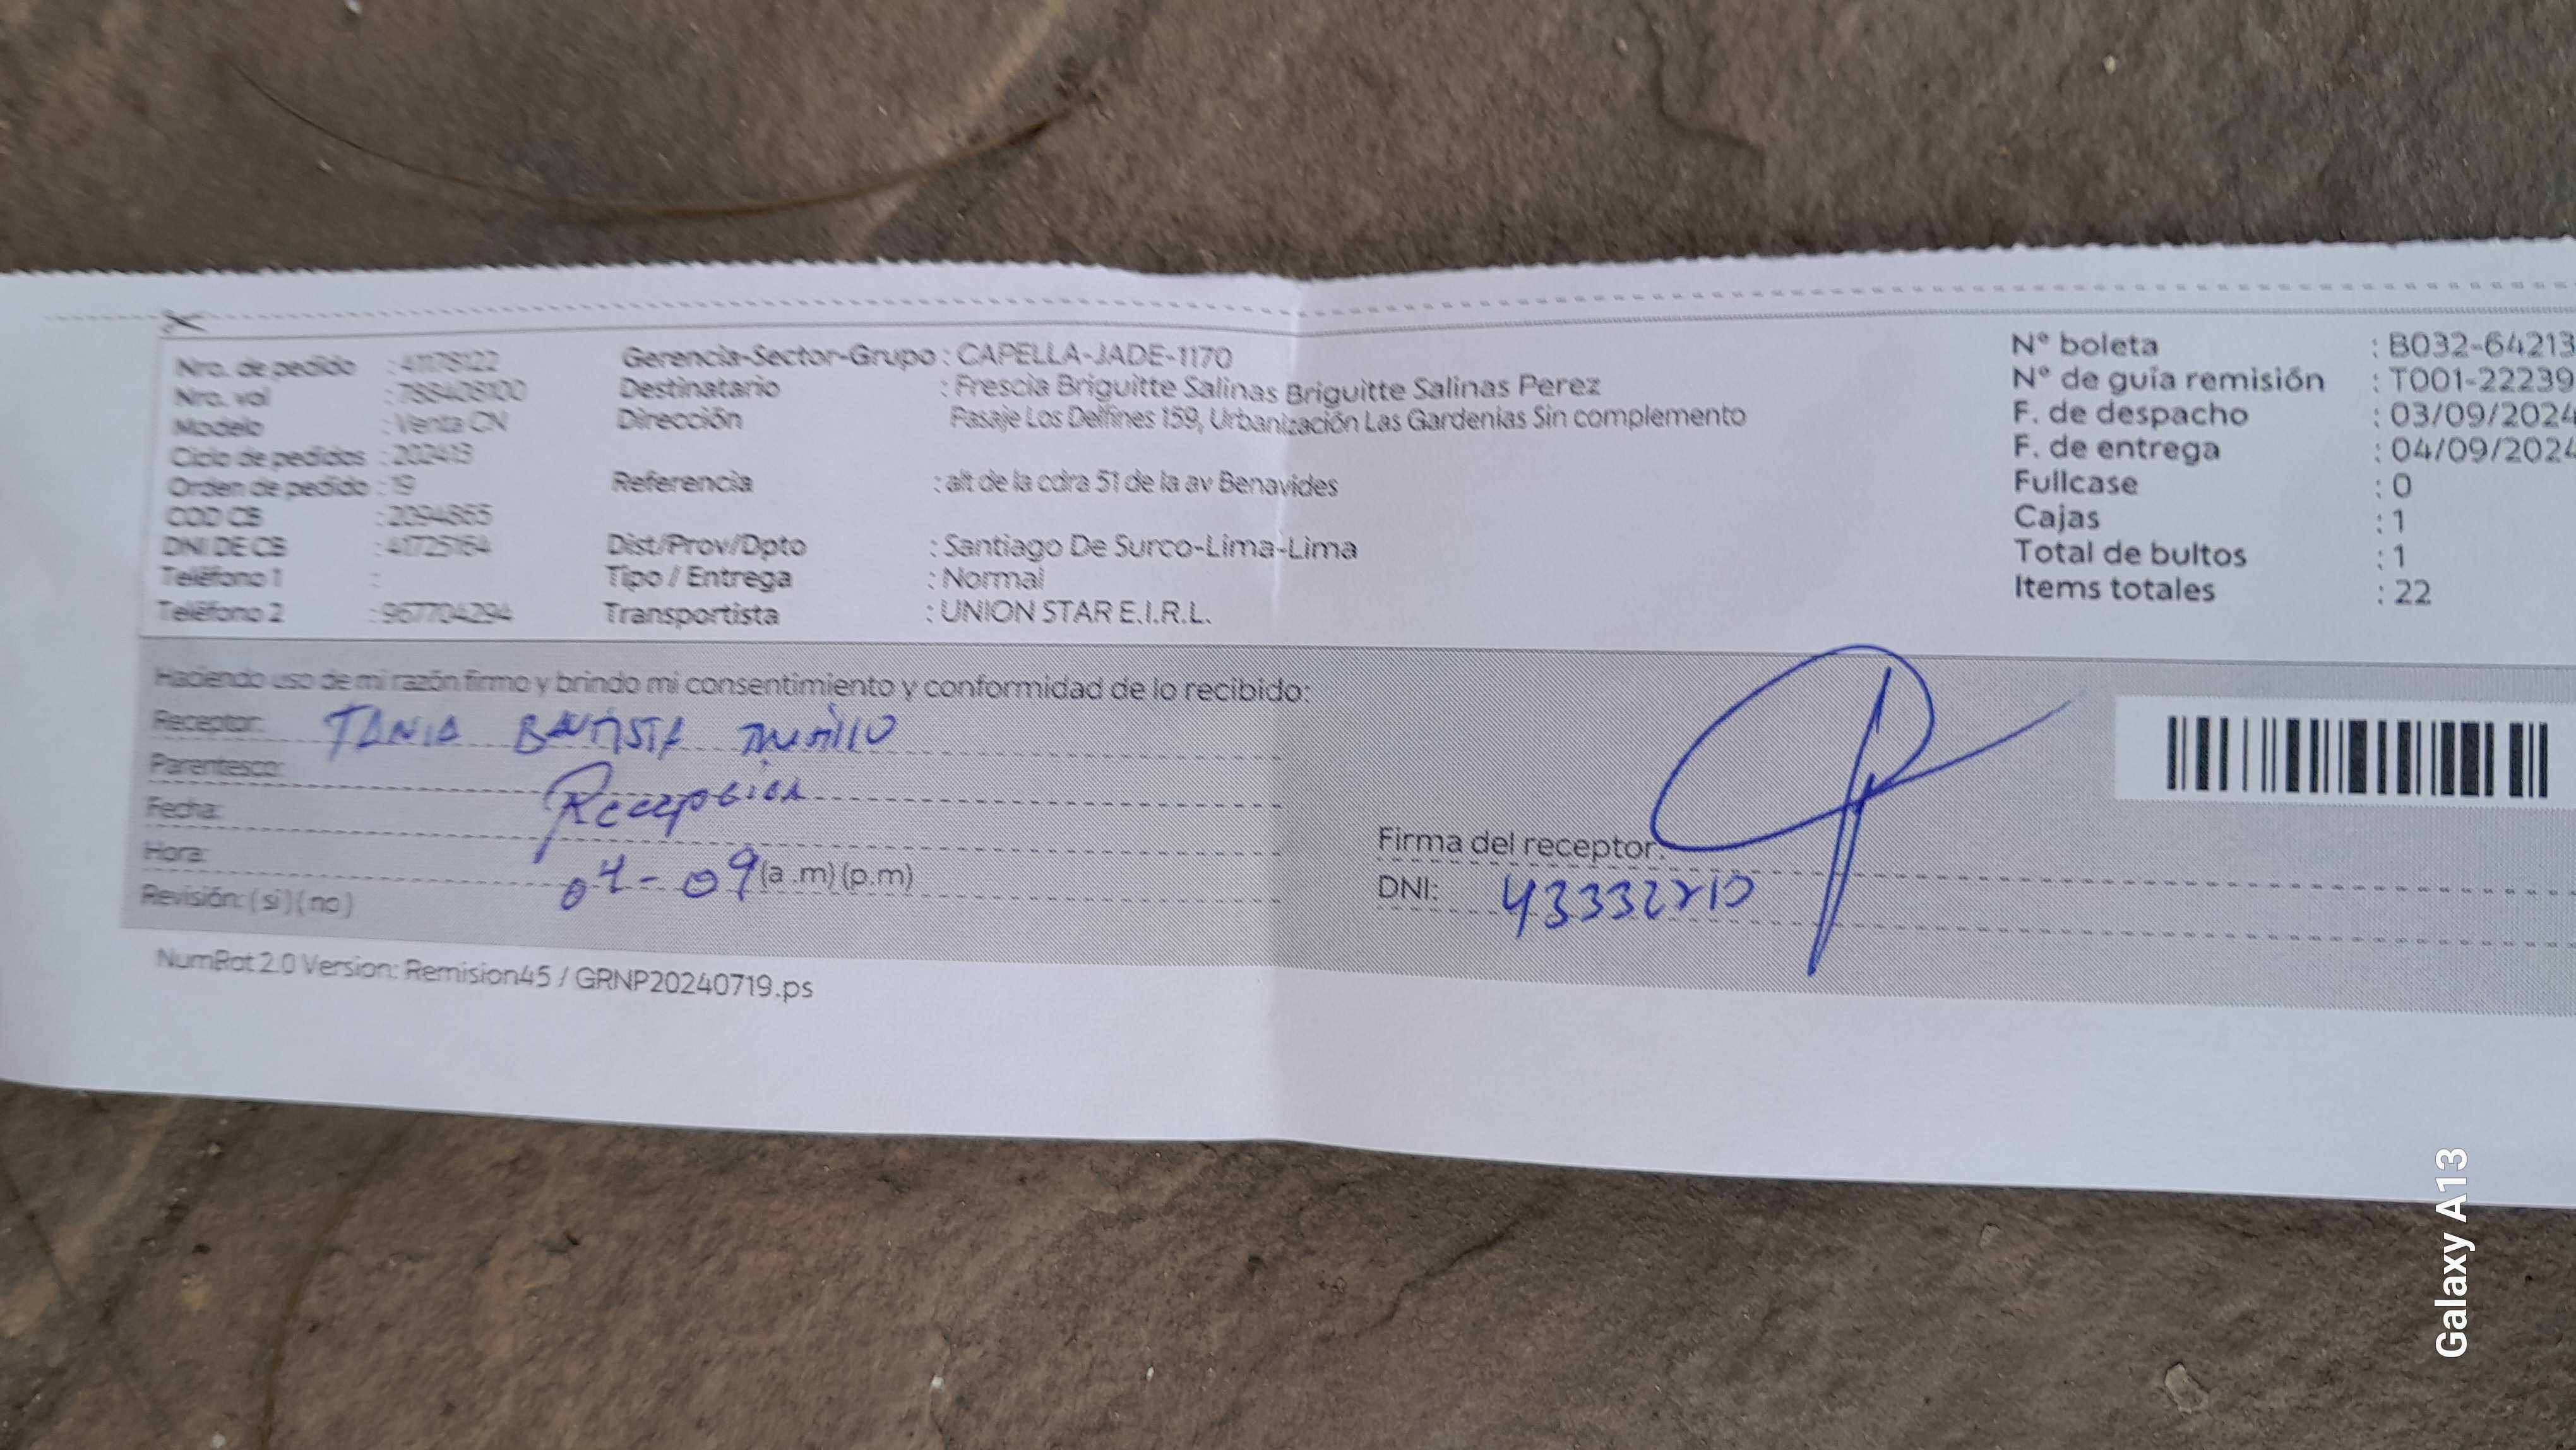 Nro. de pedido : 41178122
Nro. vol : 788408100
Modelo : Venta CN
Ciclo de pedidos : 202413
Orden de pedido : 19
COD CB : 2094865
DNI DE CB : 41725164
Teléfono 1 :
Teléfono 2 : 967704294
Gerencia-Sector-Grupo : CAPELLA-JADE-1170
Destinatario : Frescia Briguitte Salinas Briguitte Salinas Perez
Dirección Pasaje Los Delfines 159, Urbanización Las Gardenias Sin complemento
Referencia : alt de la cdra 51 de la av Benavides
Dist/Prov/Dpto : Santiago De Surco-Lima-Lima
Tipo / Entrega : Normal
Transportista : UNION STAR E.I.R.L.
N° boleta : B032-64213
N° de guía remisión : T001-22239
F. de despacho : 03/09/2024
F. de entrega : 04/09/2024
Fullcase : 0
Cajas : 1
Total de bultos : 1
Items totales : 22
Haciendo uso de mi razón firmo y brindo mi consentimiento y conformidad de lo recibido:
Receptor: TANIA BAUTISTA
Parentesco: Recepción
Fecha:
Hora: 04-09 (a .m) (p.m)
Revisión: ( si ) ( no )
Firma del receptor:
DNI: 43332210
NumRot 2.0 Version: Remision45 / GRNP20240719.ps
Galaxy A13